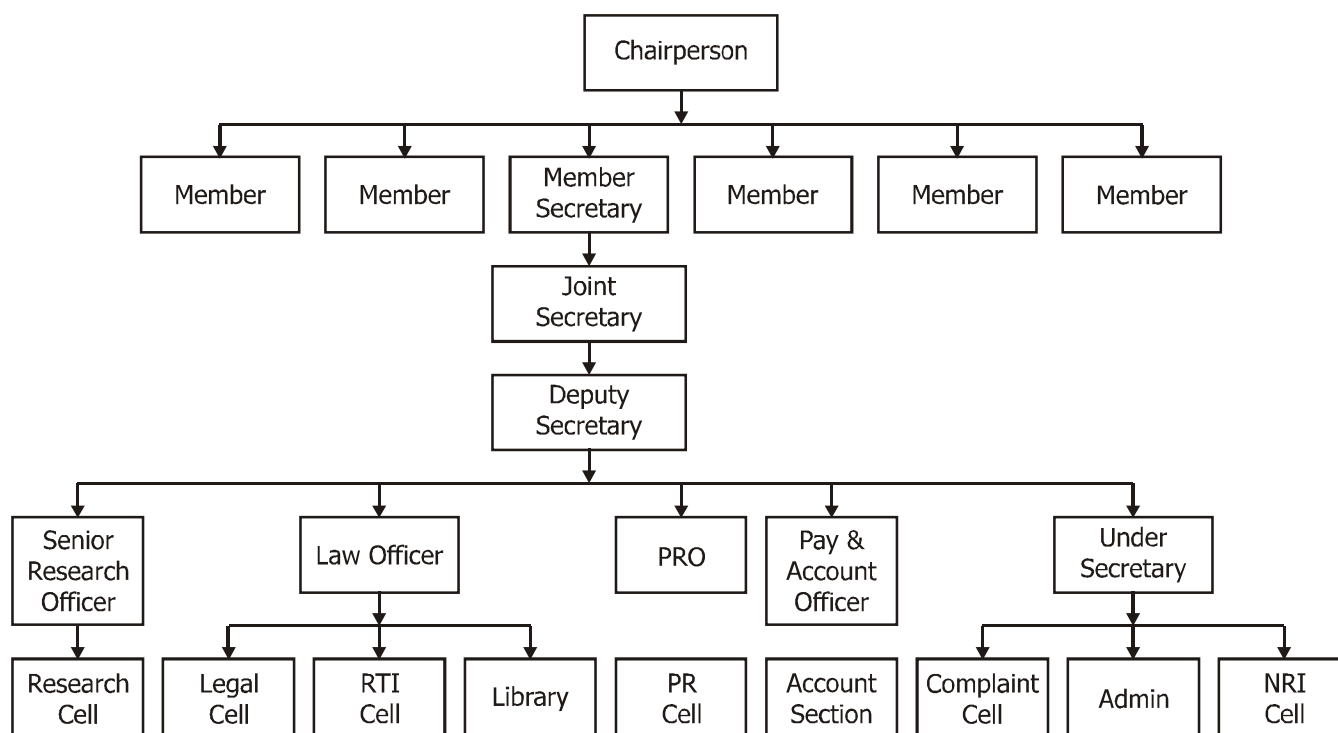 Chairperson
Member
Member
Member
Secretary
Member
Member
Member
Joint
Secretary
Deputy
Secretary
Senior
Research
Officer
Law Officer
PRO
Pay &
Account
Officer
Under
Secretary
Research
Cell
Legal
Cell
RTI
Cell
Library
PR
Cell
Account
Section
Complaint
Cell
Admin
NRI
Cell